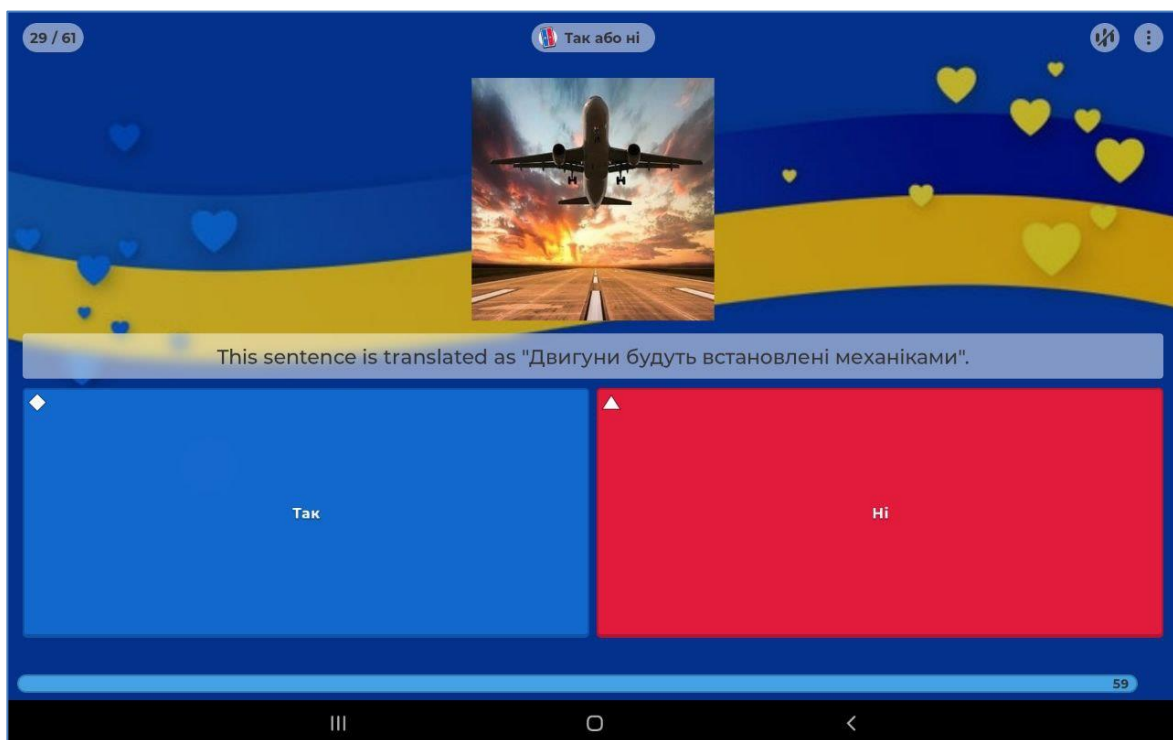 29 / 61
Так або ні
This sentence is translated as "Двигуни будуть встановлені механіками".
Так
Ні
59